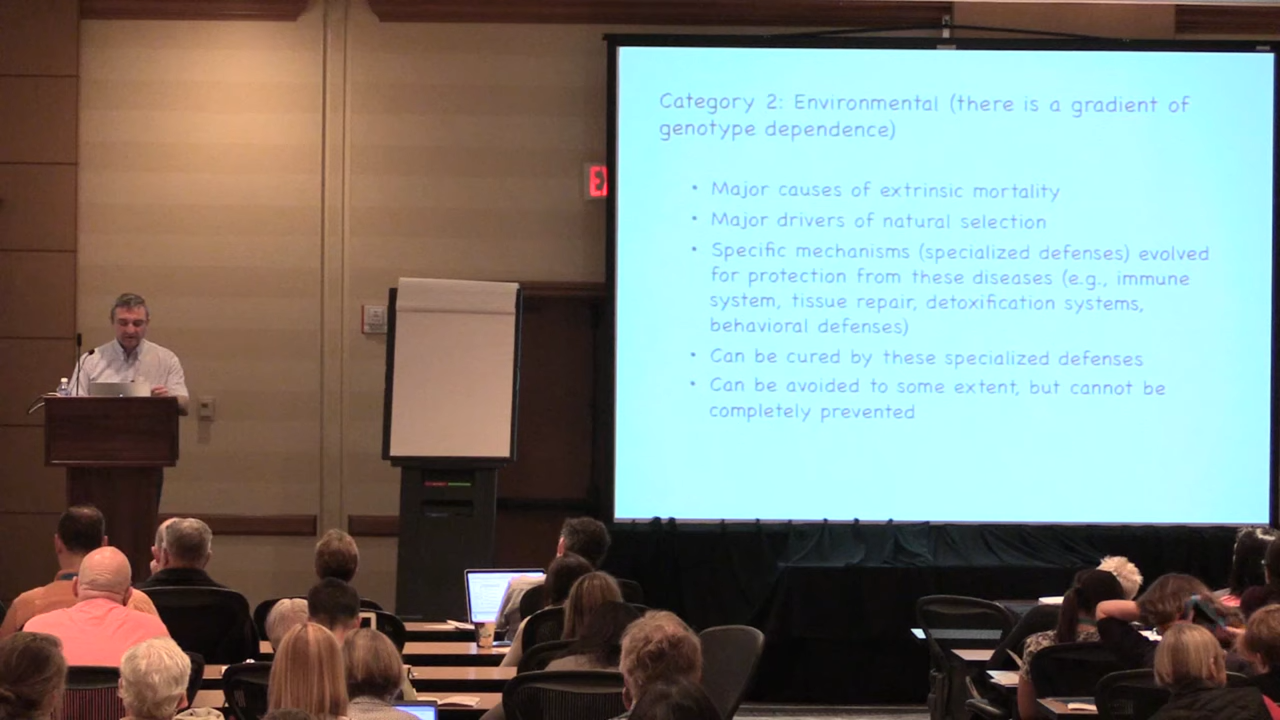 Category 2: Environmental (there is a gradient of
genotype dependence)
• Major causes of extrinsic mortality
• Major drivers of natural selection
• Specific mechanisms (specialized defenses) evolved
for protection from these diseases (e.g., immune
system, tissue repair, detoxification systems,
behavioral defenses)
• Can be cured by these specialized defenses
• Can be avoided to some extent, but cannot be
completely prevented